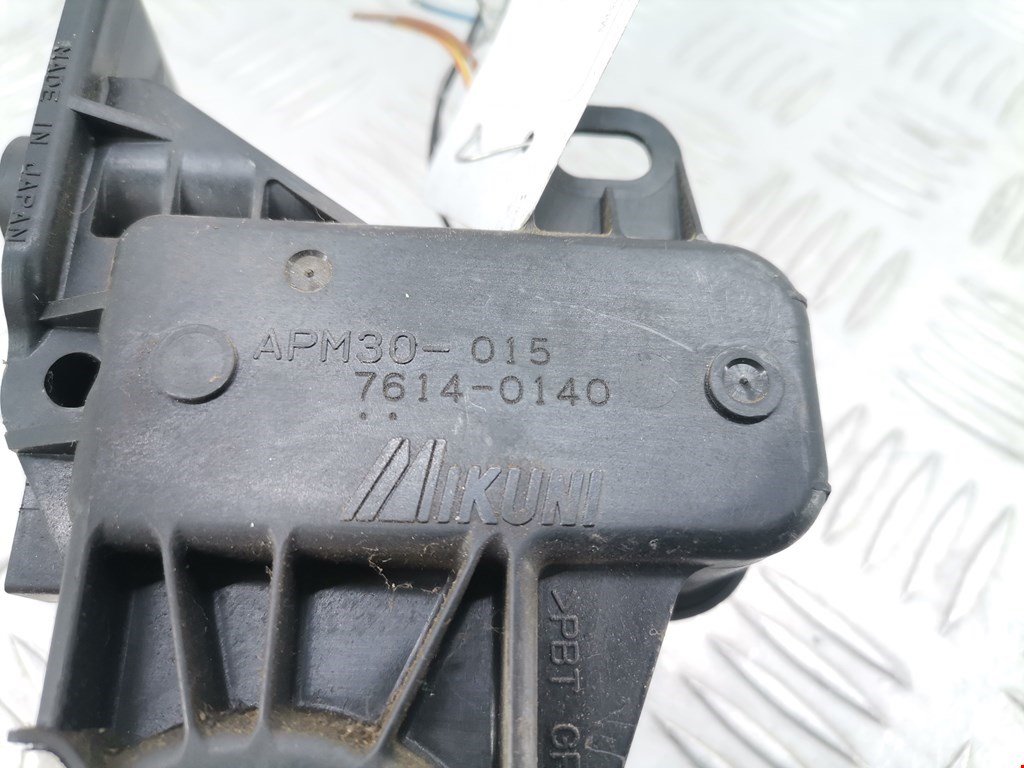 MADE IN JAPAN
APM30- 015
7614-0140
MIKUNI
>PBT